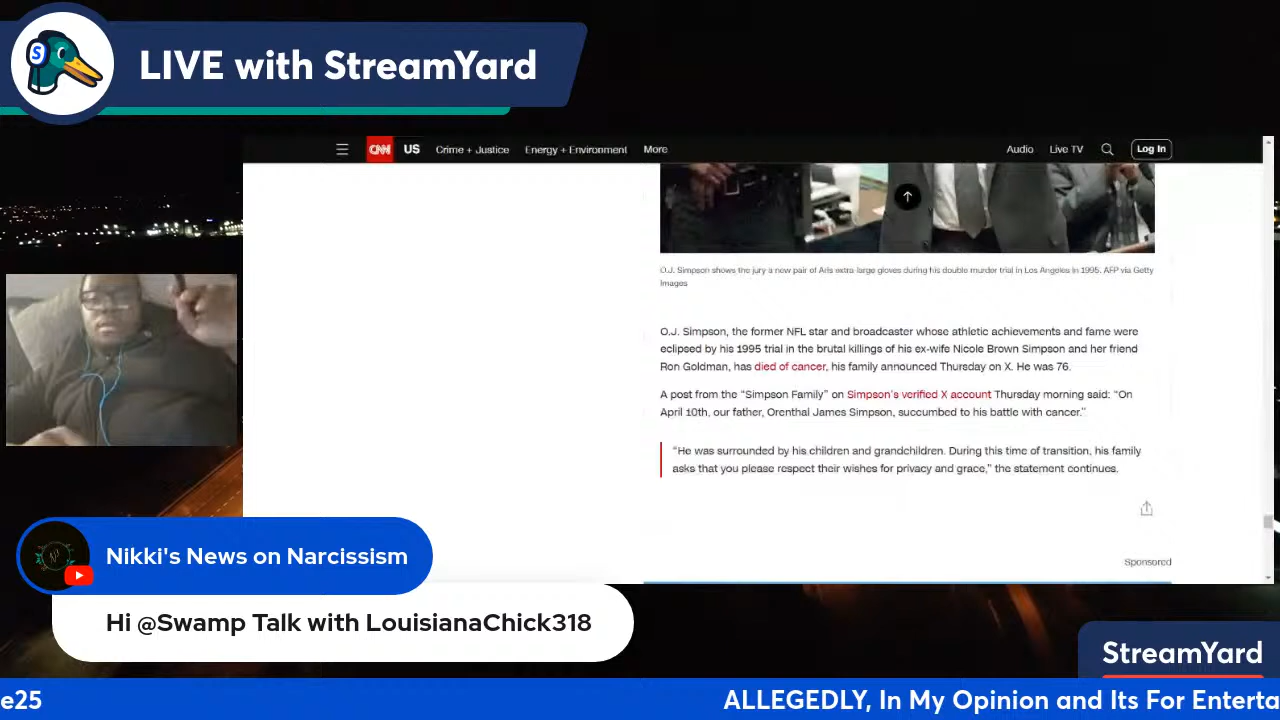 S
LIVE with StreamYard
CNN US Crime + Justice Energy + Environment More Audio Live TV Log In
O.J. Simpson shows the jury a new pair of Aris extra-large gloves during his double murder trial in Los Angeles in 1995. AFP via Getty
Images
O.J. Simpson, the former NFL star and broadcaster whose athletic achievements and fame were
eclipsed by his 1995 trial in the brutal killings of his ex-wife Nicole Brown Simpson and her friend
Ron Goldman, has died of cancer, his family announced Thursday on X. He was 76.
A post from the “Simpson Family” on Simpson’s verified X account Thursday morning said: “On
April 10th, our father, Orenthal James Simpson, succumbed to his battle with cancer.”
“He was surrounded by his children and grandchildren. During this time of transition, his family
asks that you please respect their wishes for privacy and grace,” the statement continues.
Sponsored
Nikki's News on Narcissism
Hi @Swamp Talk with LouisianaChick318
StreamYard
e25 ALLEGEDLY, In My Opinion and Its For Enterta